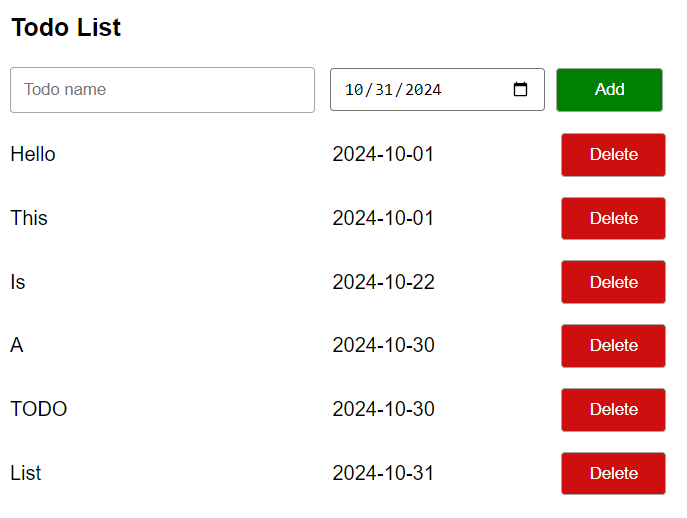 Todo List
Todo name 10/31/2024 Add
Hello 2024-10-01 Delete
This 2024-10-01 Delete
Is 2024-10-22 Delete
A 2024-10-30 Delete
TODO 2024-10-30 Delete
List 2024-10-31 Delete